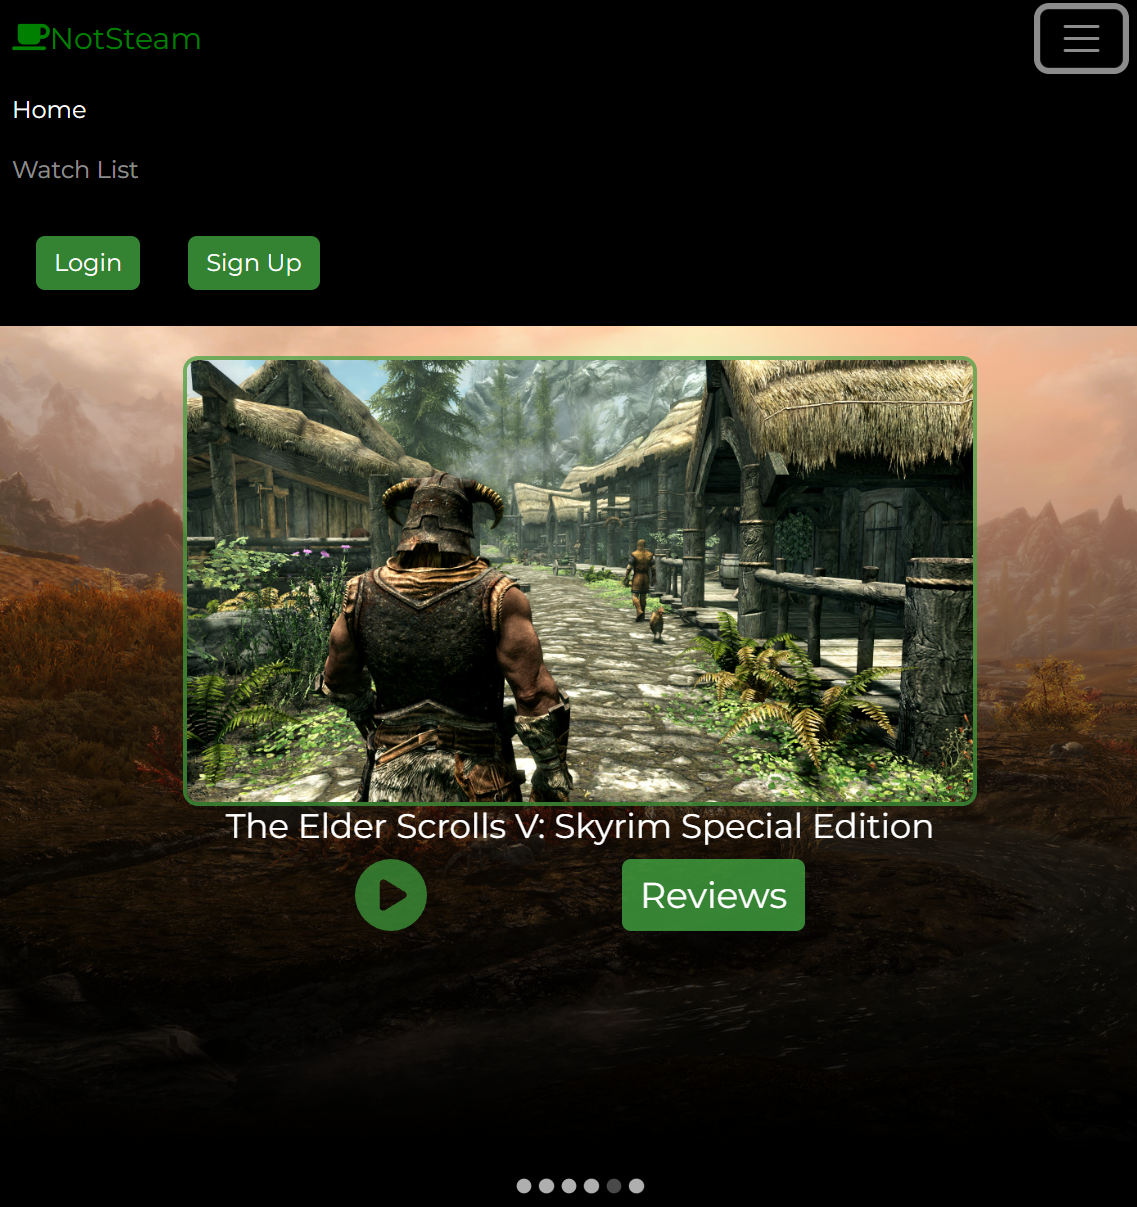 NotSteam
Home
Watch List
Login Sign Up
The Elder Scrolls V: Skyrim Special Edition
Reviews